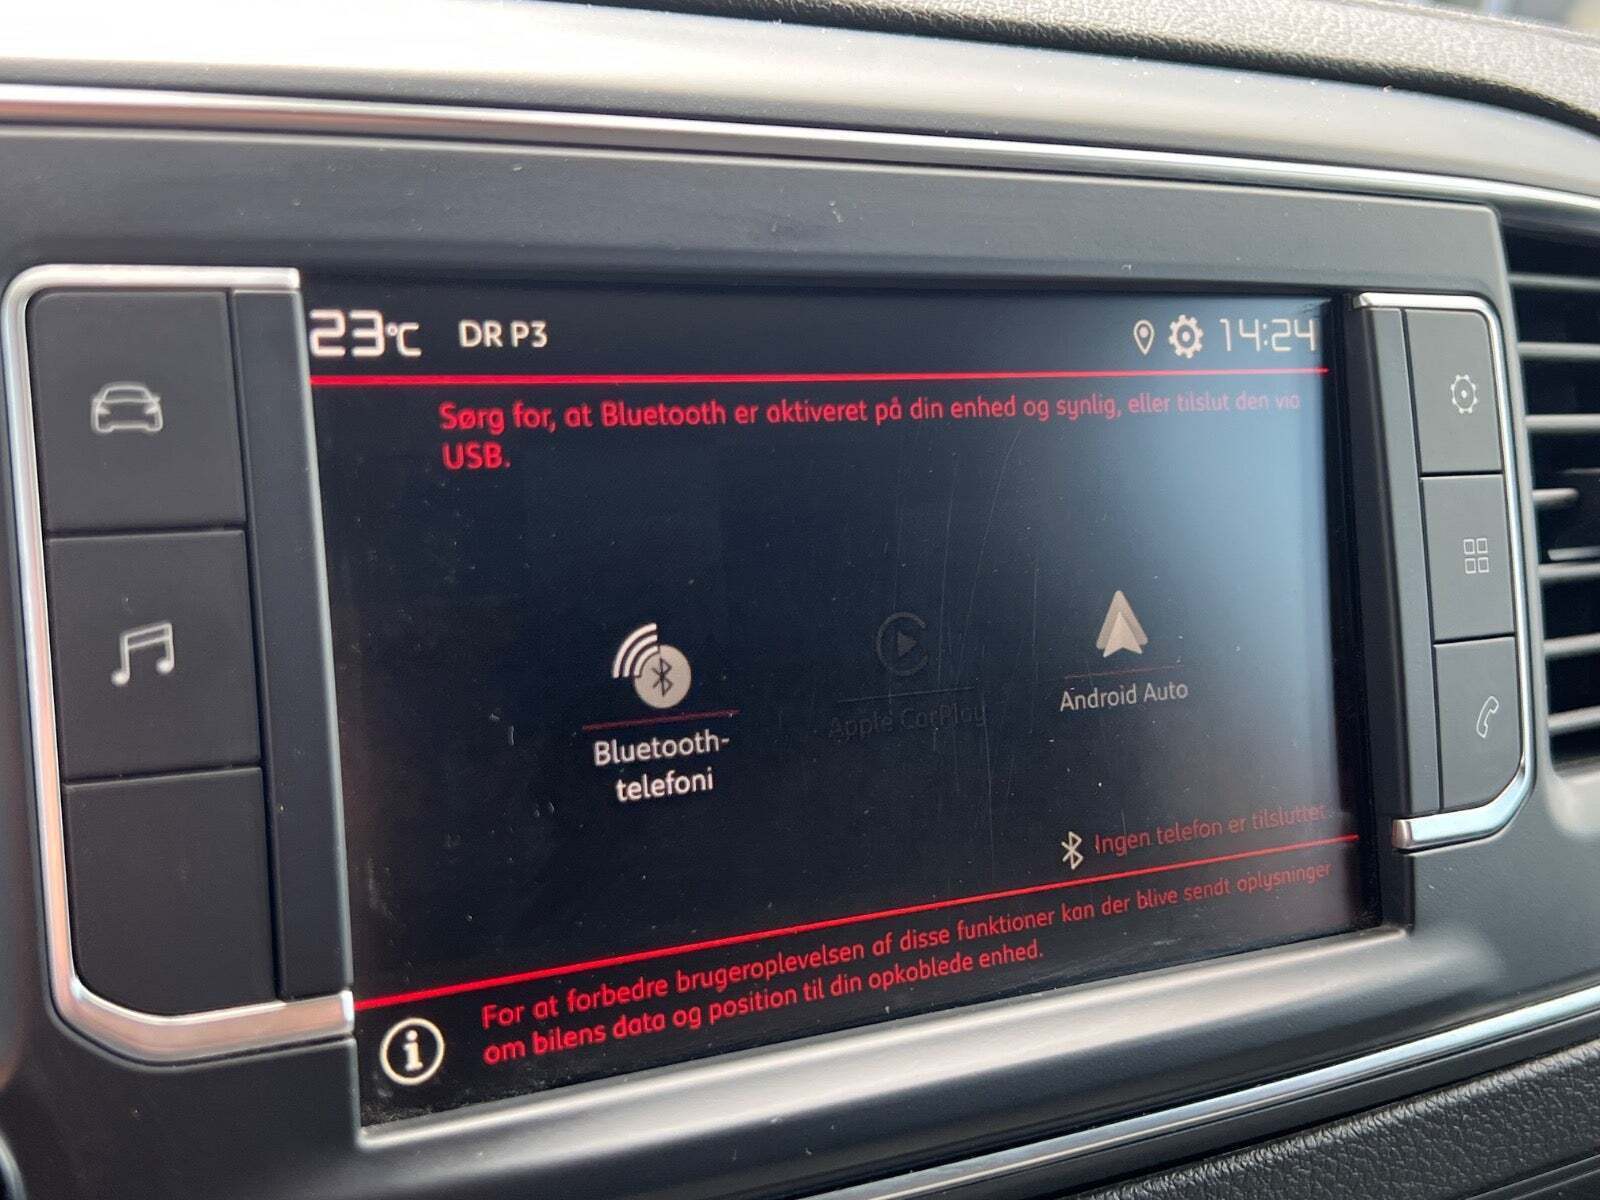 23°C DR P3 14:24
Sørg for, at Bluetooth er aktiveret på din enhed og synlig, eller tilslut den via
USB.
Bluetooth-
telefoni
Apple CarPlay
Android Auto
Ingen telefon er tilsluttet
For at forbedre brugeroplevelsen af disse funktioner kan der blive sendt oplysninger
om bilens data og position til din opkoblede enhed.